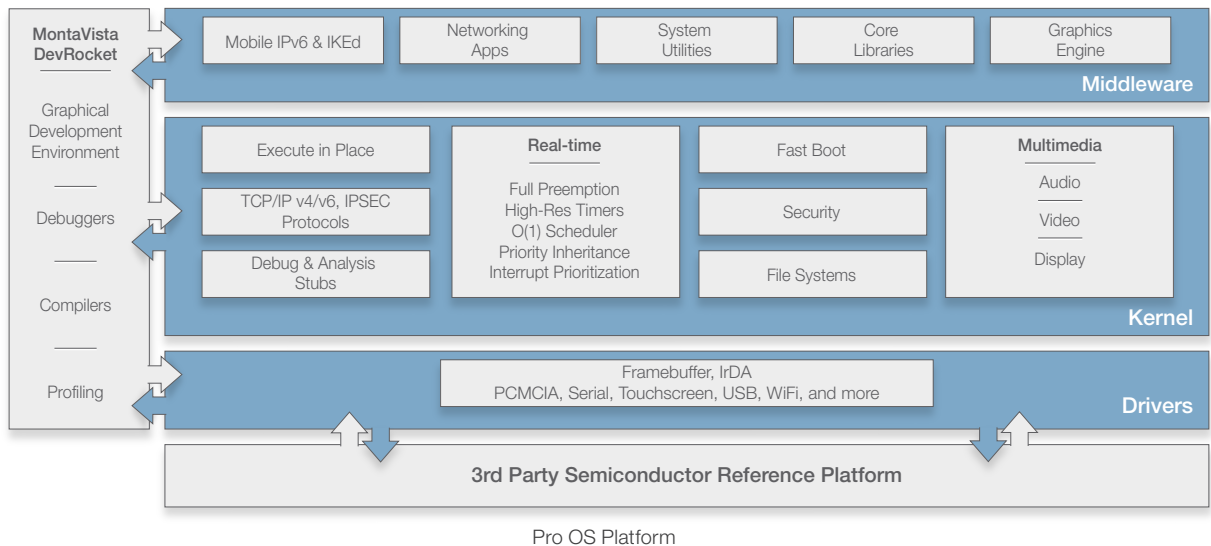 MontaVista
DevRocket
Graphical
Development
Environment
Debuggers
Compilers
Profiling
Mobile IPv6 & IKEd
Networking
Apps
System
Utilities
Core
Libraries
Graphics
Engine
Middleware
Execute in Place
TCP/IP v4/v6, IPSEC
Protocols
Debug & Analysis
Stubs
Real-time
Full Preemption
High-Res Timers
O(1) Scheduler
Priority Inheritance
Interrupt Prioritization
Fast Boot
Security
File Systems
Multimedia
Audio
Video
Display
Kernel
Framebuffer, IrDA
PCMCIA, Serial, Touchscreen, USB, WiFi, and more
Drivers
3rd Party Semiconductor Reference Platform
Pro OS Platform